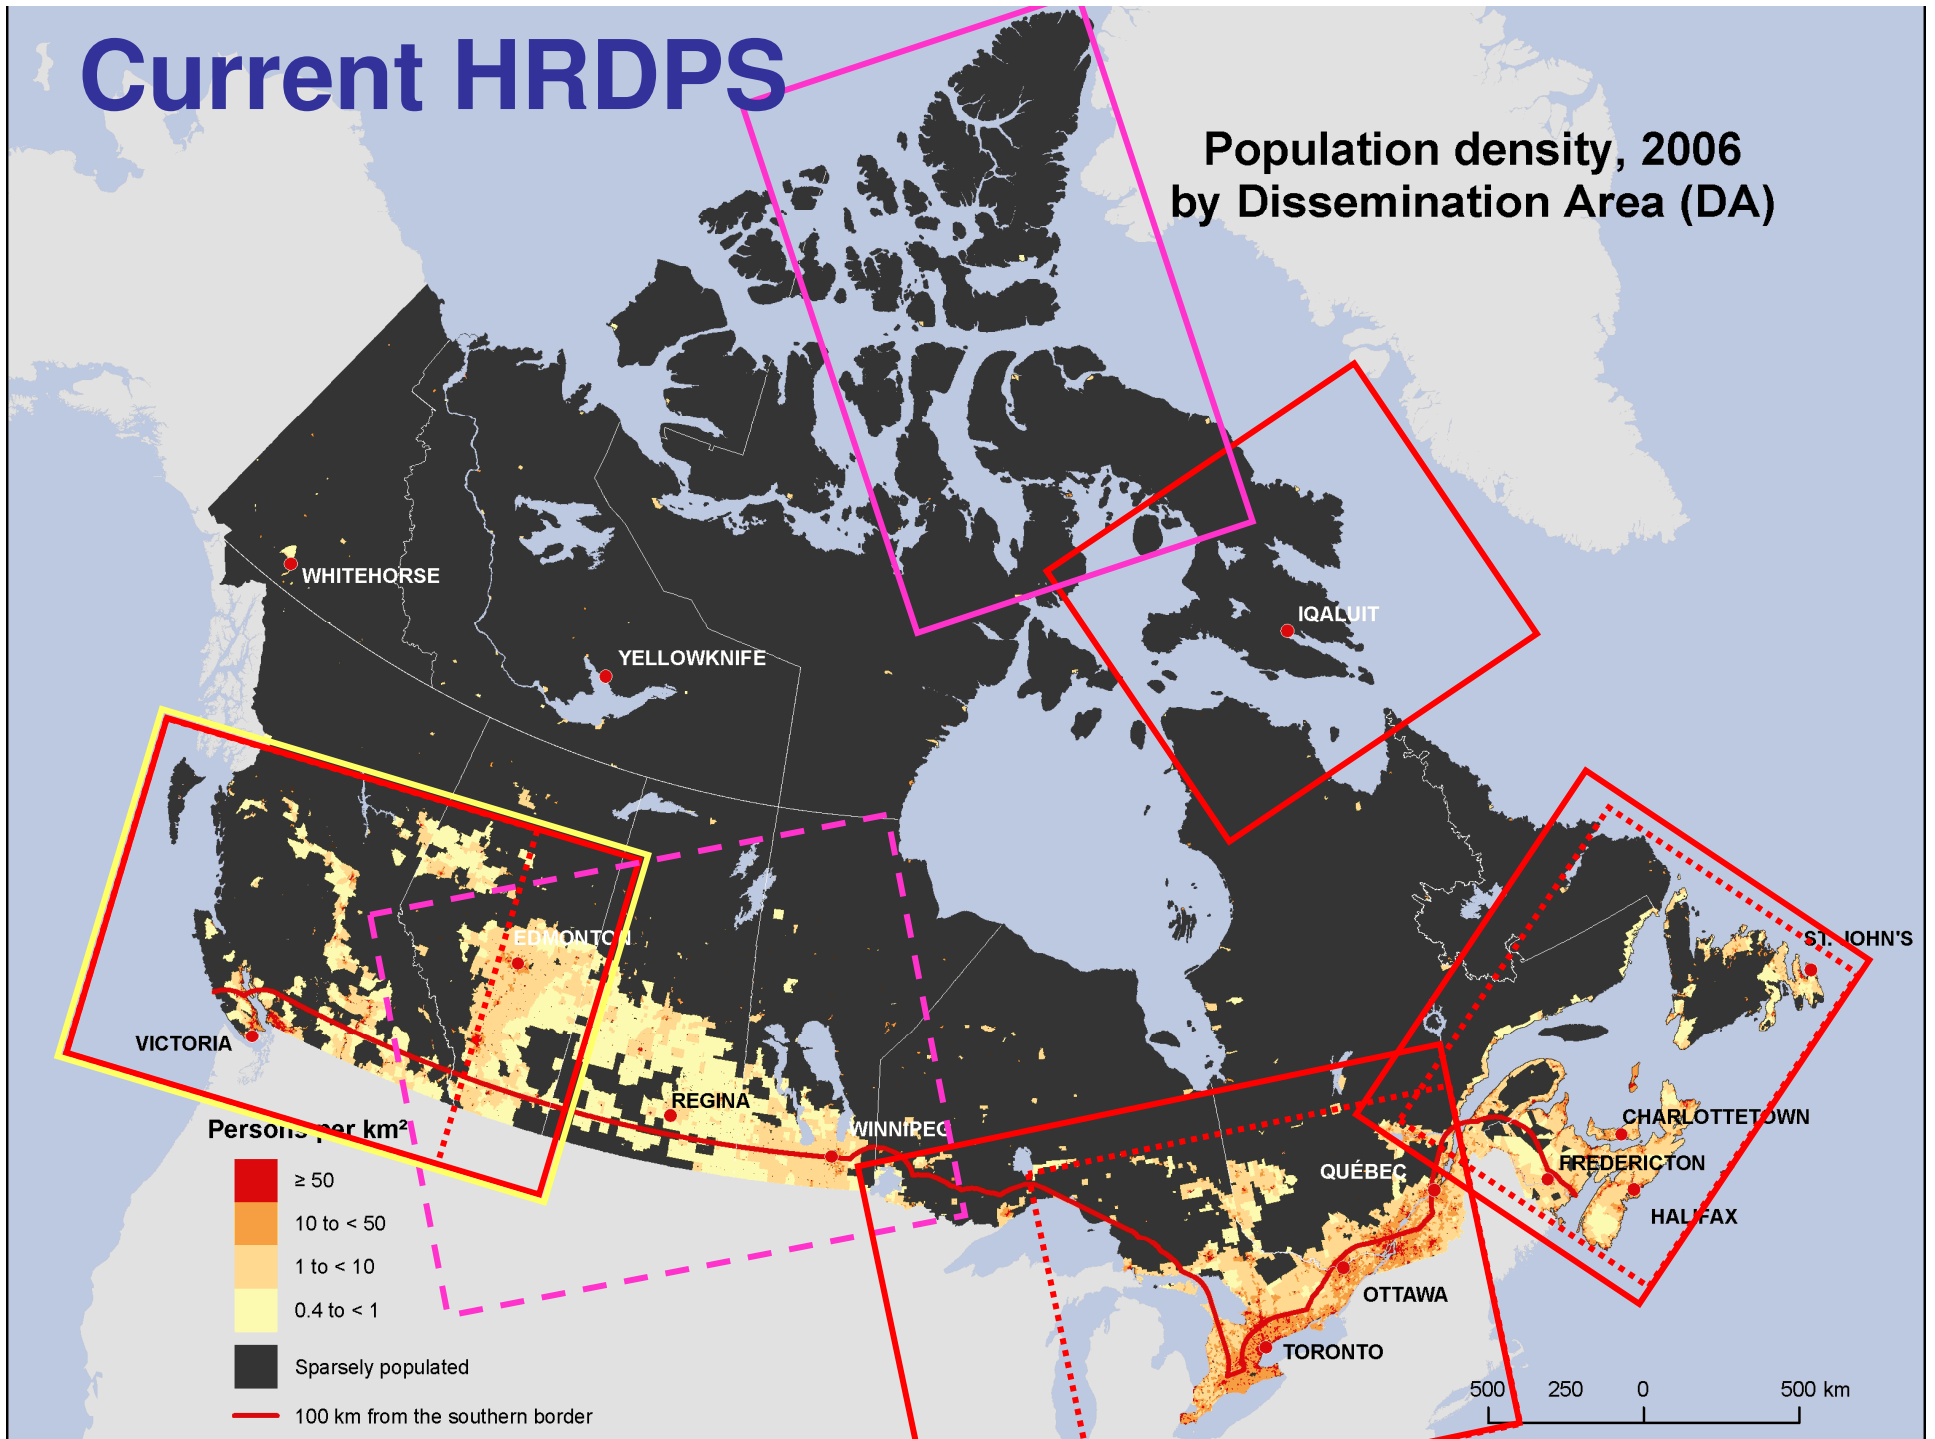 Current HRDPS
Population density, 2006
by Dissemination Area (DA)
WHITEHORSE
IQALUIT
YELLOWKNIFE
EDMONTON
ST. JOHN'S
VICTORIA
REGINA
WINNIPEG
CHARLOTTETOWN
FREDERICTON
QUÉBEC
HALIFAX
OTTAWA
TORONTO
Persons per km²
≥ 50
10 to < 50
1 to < 10
0.4 to < 1
Sparsely populated
100 km from the southern border
500 250 0 500 km